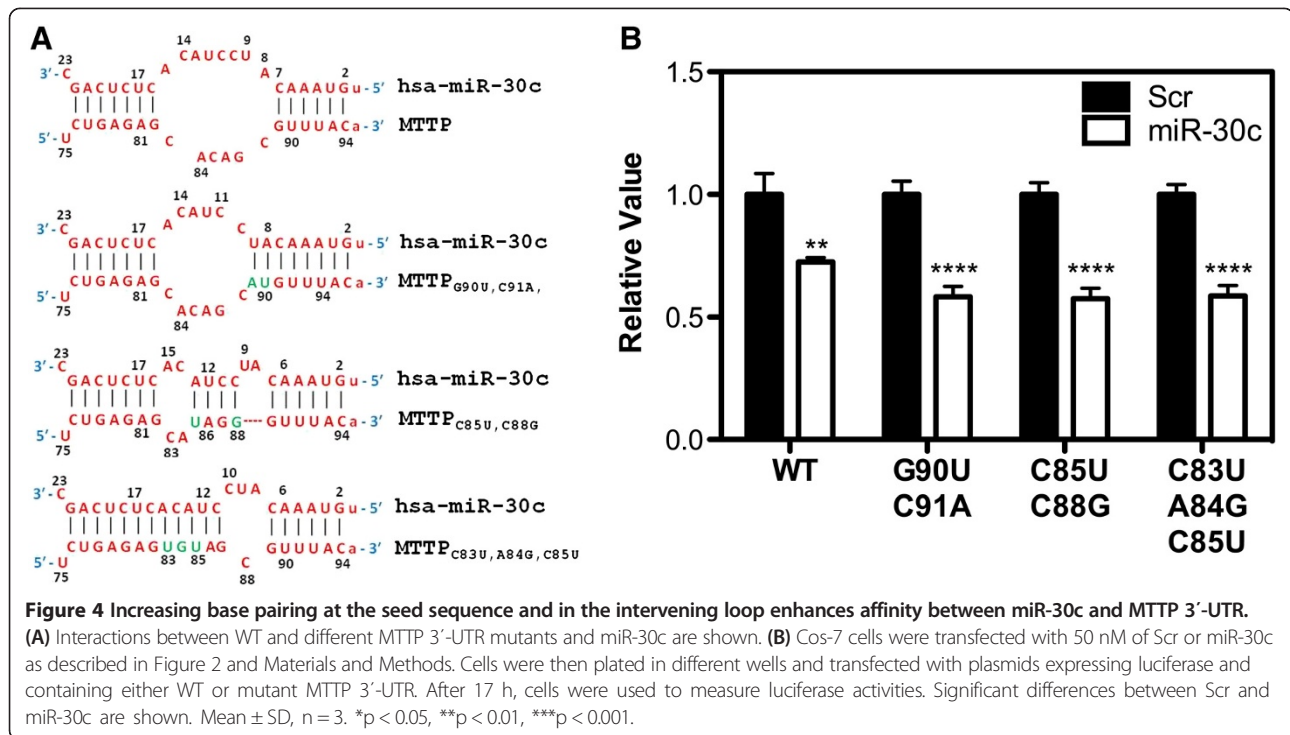 A
14 9
23 17 CAUCCU 8 7 2
3'- C GACUCUC A A CAAAUGu - 5' hsa-miR-30c
5'- U CUGAGAG C C GUUUACa - 3' MTTP
75 81 ACAG 90 94
84
14 11
23 17 CAUC 8 2
3'- C GACUCUC A C UACAAAUGu - 5' hsa-miR-30c
5'- U CUGAGAG C C AUGUUUACa - 3' MTTP G90U, C91A,
75 81 ACAG 90 94
84
23 17 15 12 9 6 2
3'- C GACUCUC AC AUCC UA CAAAUGu - 5' hsa-miR-30c
5'- U CUGAGAG CA UAGG---- GUUUACa - 3' MTTP C85U, C88G
75 81 83 86 88 94
23 17 12 10 6 2
3'- C GACUCUCACAUC CUA CAAAUGu - 5' hsa-miR-30c
5'- U CUGAGAGUGUAG C GUUUACa - 3' MTTP C83U, A84G, C85U
75 83 85 88 90 94
B
1.5
1.0
0.5
0.0
Relative Value
Scr
miR-30c
** **** **** ****
WT G90U C85U C83U
C91A C88G A84G
C85U
Figure 4 Increasing base pairing at the seed sequence and in the intervening loop enhances affinity between miR-30c and MTTP 3′-UTR.
(A) Interactions between WT and different MTTP 3′-UTR mutants and miR-30c are shown. (B) Cos-7 cells were transfected with 50 nM of Scr or miR-30c
as described in Figure 2 and Materials and Methods. Cells were then plated in different wells and transfected with plasmids expressing luciferase and
containing either WT or mutant MTTP 3′-UTR. After 17 h, cells were used to measure luciferase activities. Significant differences between Scr and
miR-30c are shown. Mean ± SD, n = 3. *p < 0.05, **p < 0.01, ***p < 0.001.